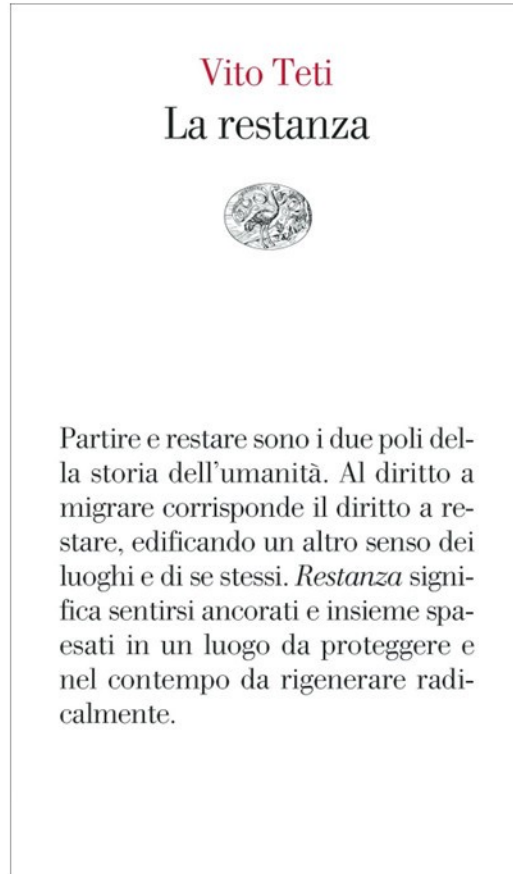 Vito Teti
La restanza
Partire e restare sono i due poli del-
la storia dell’umanità. Al diritto a
migrare corrisponde il diritto a re-
stare, edificando un altro senso dei
luoghi e di se stessi. Restanza signi-
fica sentirsi ancorati e insieme spa-
esati in un luogo da proteggere e
nel contempo da rigenerare radi-
calmente.